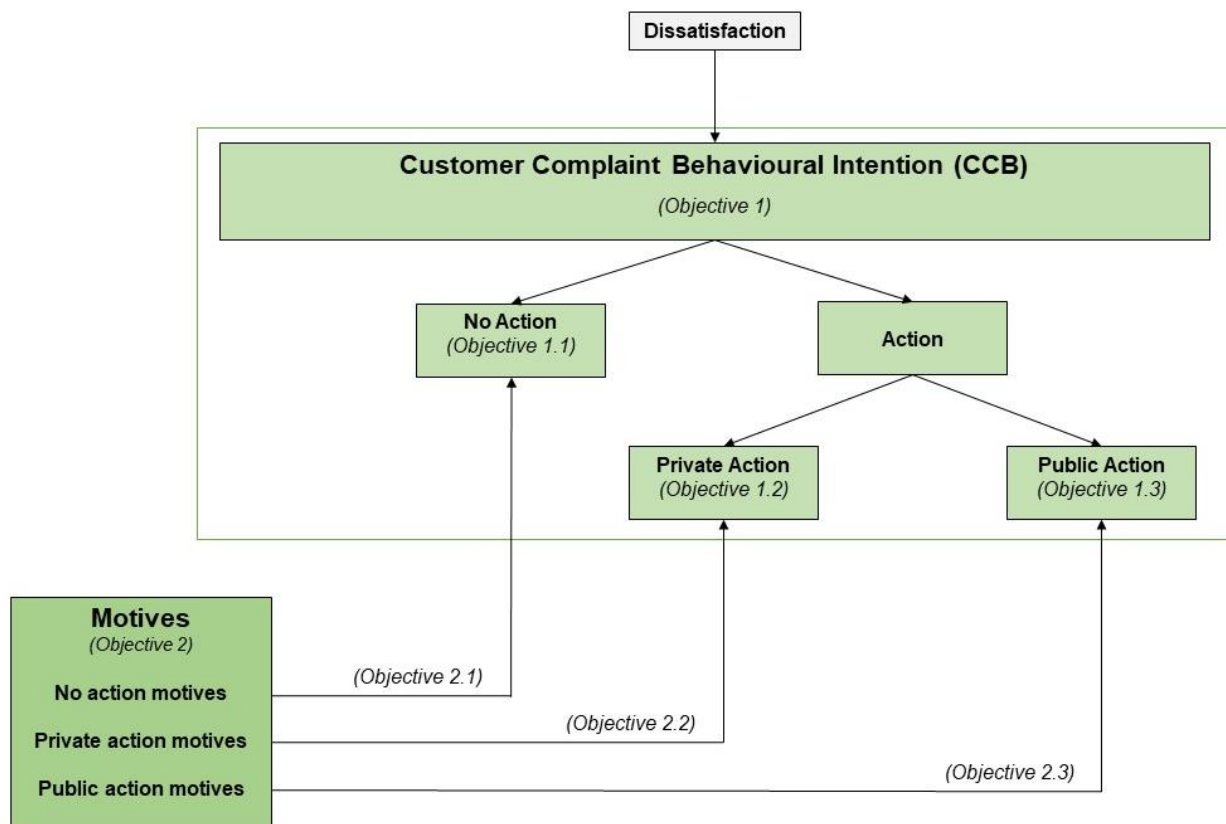 Dissatisfaction
Customer Complaint Behavioural Intention (CCB)
(Objective 1)
No Action
(Objective 1.1)
Action
Private Action
(Objective 1.2)
Public Action
(Objective 1.3)
Motives
(Objective 2)
No action motives
Private action motives
Public action motives
(Objective 2.1)
(Objective 2.2)
(Objective 2.3)